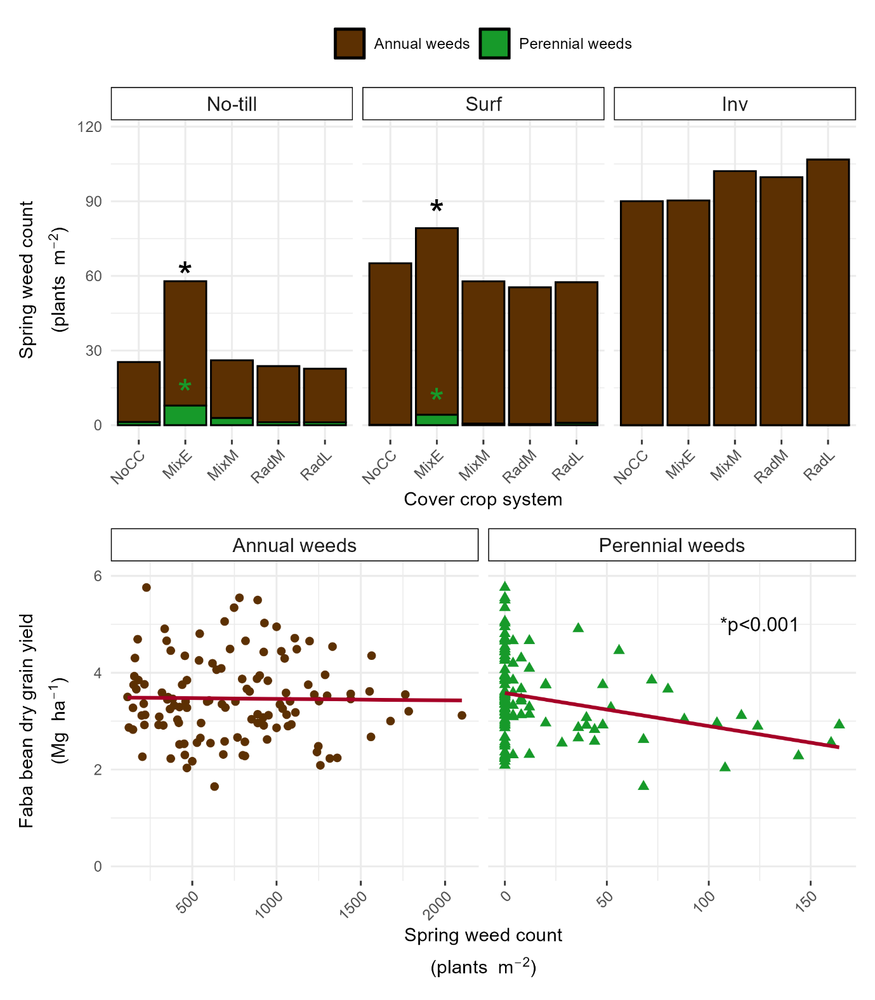 Annual weeds Perennial weeds
No-till Surf Inv
Spring weed count
(plants m⁻²)
120
90
60
30
0
*
*
*
*
NoCC MixE MixM RadM RadL NoCC MixE MixM RadM RadL NoCC MixE MixM RadM RadL
Cover crop system
Annual weeds Perennial weeds
Faba bean dry grain yield
(Mg ha⁻¹)
6
4
2
0
*p<0.001
500 1000 1500 2000 0 50 100 150
Spring weed count
(plants m⁻²)